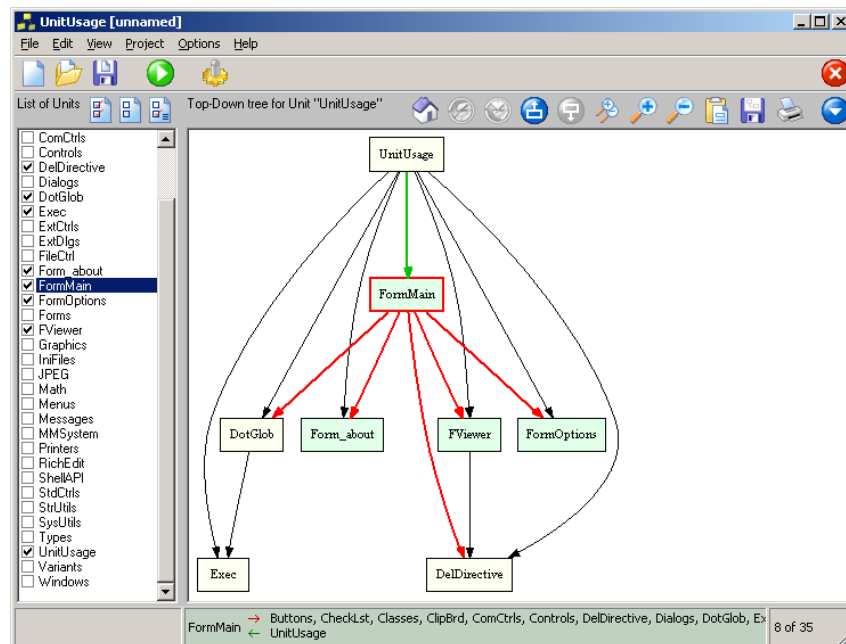 UnitUsage [unnamed]
File Edit View Project Options Help
List of Units
Top-Down tree for Unit "UnitUsage"
ComCtrls
Controls
DelDirective
Dialogs
DotGlob
Exec
ExtCtrls
ExtDlgs
FileCtrl
Form_about
FormMain
FormOptions
Forms
FViewer
Graphics
IniFiles
JPEG
Math
Menus
Messages
MMSystem
Printers
RichEdit
ShellAPI
StdCtrls
StrUtils
SysUtils
Types
UnitUsage
Variants
Windows
UnitUsage
FormMain
DotGlob Form_about FViewer FormOptions
Exec DelDirective
FormMain → Buttons, CheckLst, Classes, ClipBrd, ComCtrls, Controls, DelDirective, Dialogs, DotGlob, Ex
← UnitUsage
8 of 35